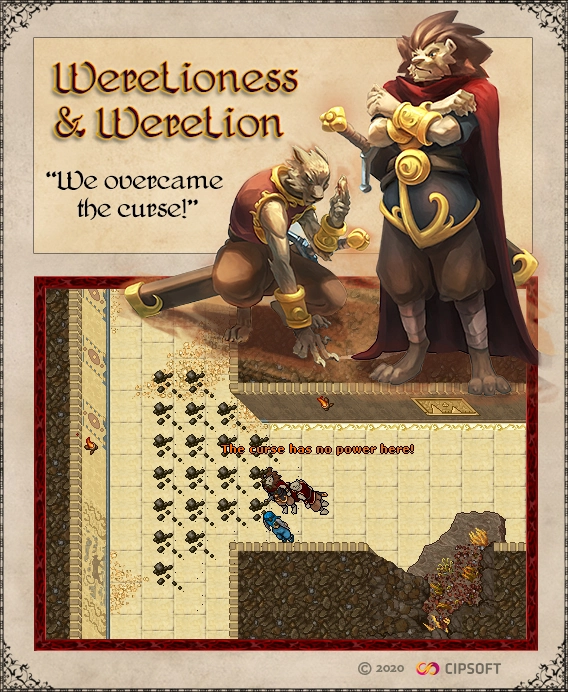 WereLioness
& WereLion
“We overcame
the curse!”
The curse has no power here!
© 2020 CIPSOFT